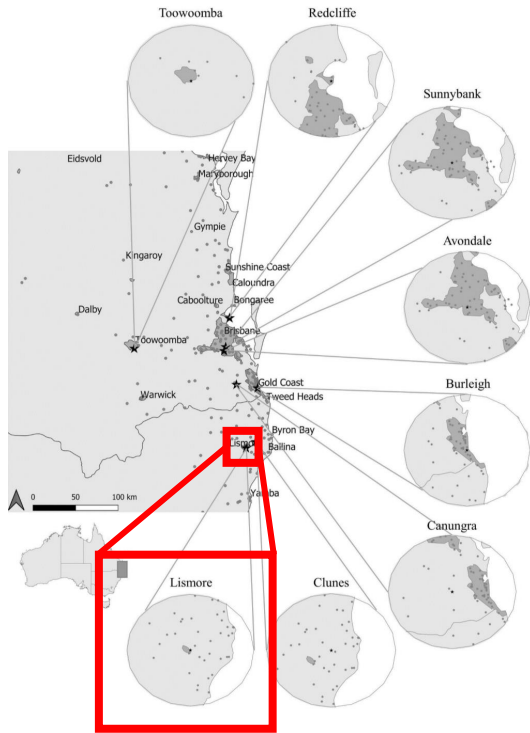 Toowoomba
Redcliffe
Sunnybank
Eidsvold
Hervey Bay
Maryborough
Gympie
Avondale
Kingaroy
Sunshine Coast
Caloundra
Caboolture
Bongaree
Dalby
Brisbane
Toowoomba
Burleigh
Gold Coast
Warwick
Tweed Heads
Byron Bay
Ballina
Yamba
0 50 100 km
Canungra
Lismore
Clunes